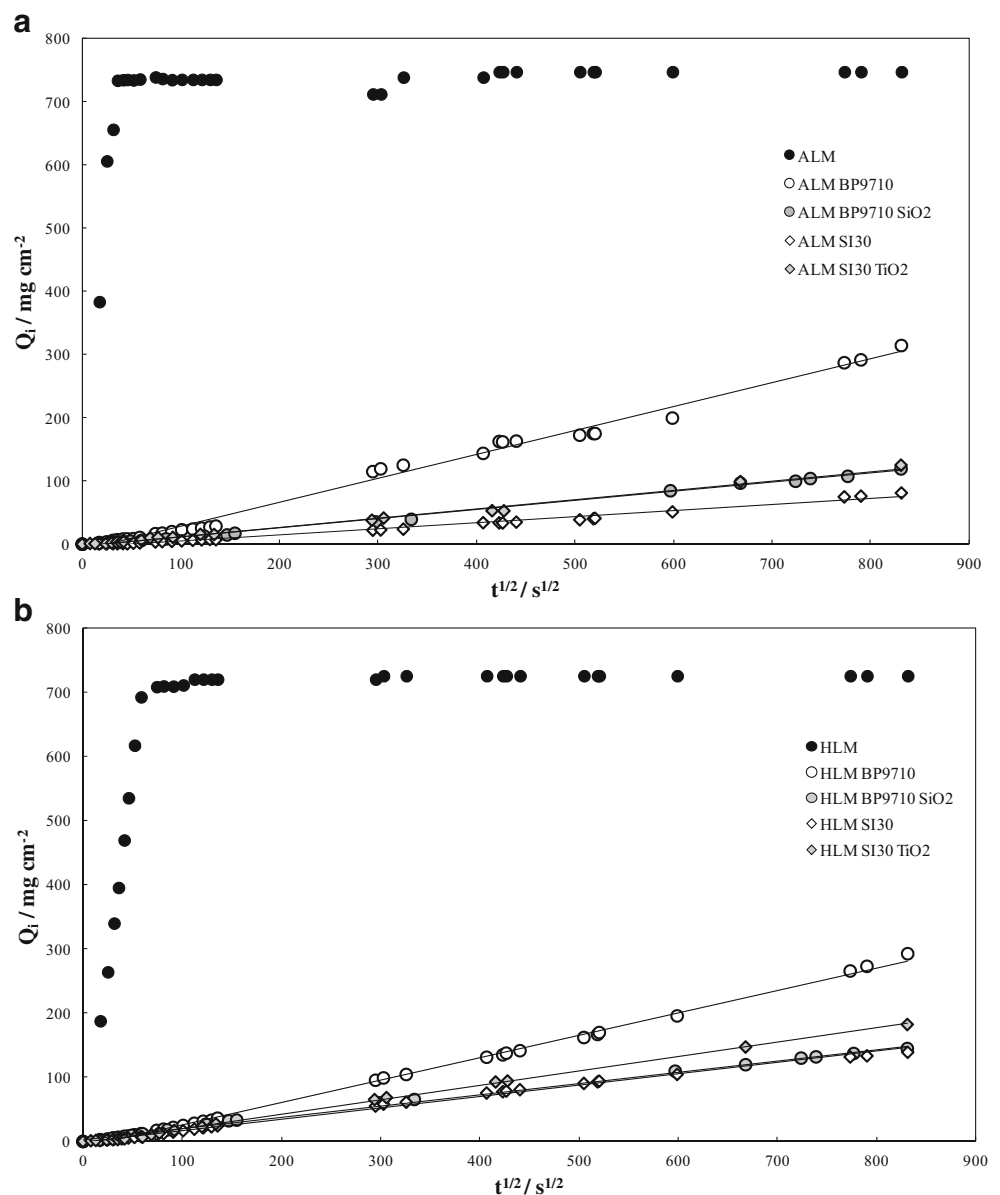 a
800
700
600
500
400
300
200
100
0
Qi / mg cm-2
ALM
ALM BP9710
ALM BP9710 SiO2
ALM SI30
ALM SI30 TiO2
0 100 200 300 400 500 600 700 800 900
t1/2 / s1/2
b
800
700
600
500
400
300
200
100
0
Qi / mg cm-2
HLM
HLM BP9710
HLM BP9710 SiO2
HLM SI30
HLM SI30 TiO2
0 100 200 300 400 500 600 700 800 900
t1/2 / s1/2